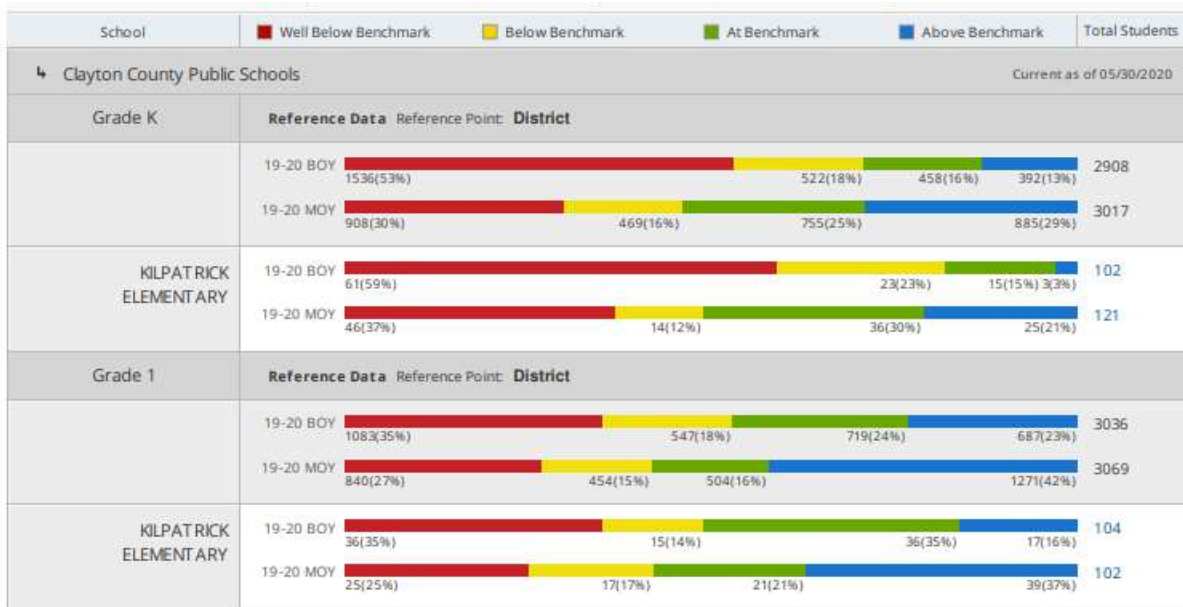 School Well Below Benchmark Below Benchmark At Benchmark Above Benchmark Total Students
↳ Clayton County Public Schools Current as of 05/30/2020
Grade K Reference Data Reference Point: District
19-20 BOY 2908
1536(53%) 522(18%) 458(16%) 392(13%)
19-20 MOY 3017
908(30%) 469(16%) 755(25%) 885(29%)
KILPATRICK ELEMENTARY
19-20 BOY 102
61(59%) 23(23%) 15(15%) 3(3%)
19-20 MOY 121
46(37%) 14(12%) 36(30%) 25(21%)
Grade 1 Reference Data Reference Point: District
19-20 BOY 3036
1083(35%) 547(18%) 719(24%) 687(23%)
19-20 MOY 3069
840(27%) 454(15%) 504(16%) 1271(42%)
KILPATRICK ELEMENTARY
19-20 BOY 104
36(35%) 15(14%) 36(35%) 17(16%)
19-20 MOY 102
25(25%) 17(17%) 21(21%) 39(37%)